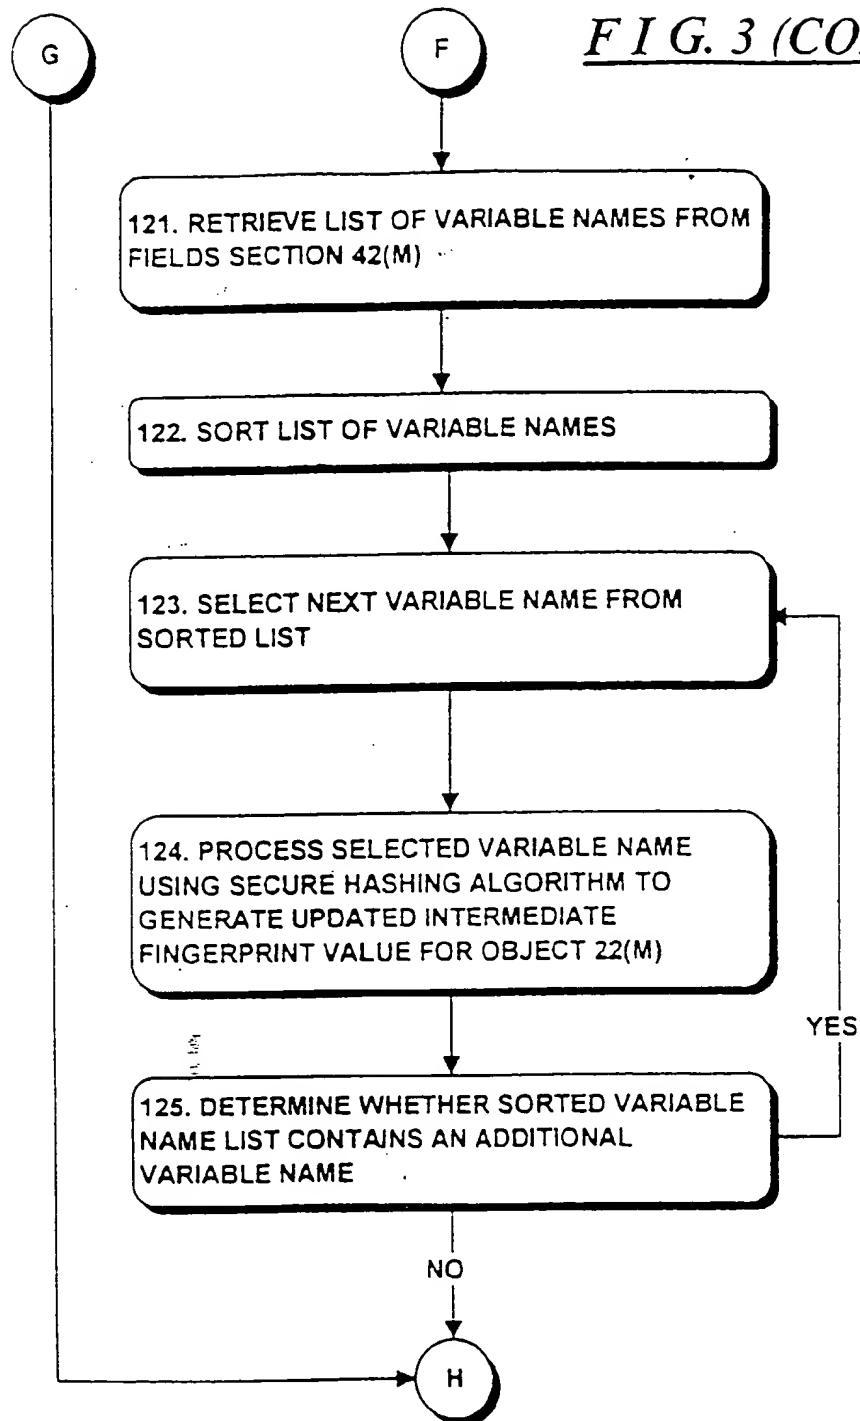 G
F
F I G. 3 (CO
121. RETRIEVE LIST OF VARIABLE NAMES FROM
FIELDS SECTION 42(M)
122. SORT LIST OF VARIABLE NAMES
123. SELECT NEXT VARIABLE NAME FROM
SORTED LIST
124. PROCESS SELECTED VARIABLE NAME
USING SECURE HASHING ALGORITHM TO
GENERATE UPDATED INTERMEDIATE
FINGERPRINT VALUE FOR OBJECT 22(M)
YES
125. DETERMINE WHETHER SORTED VARIABLE
NAME LIST CONTAINS AN ADDITIONAL
VARIABLE NAME
NO
H